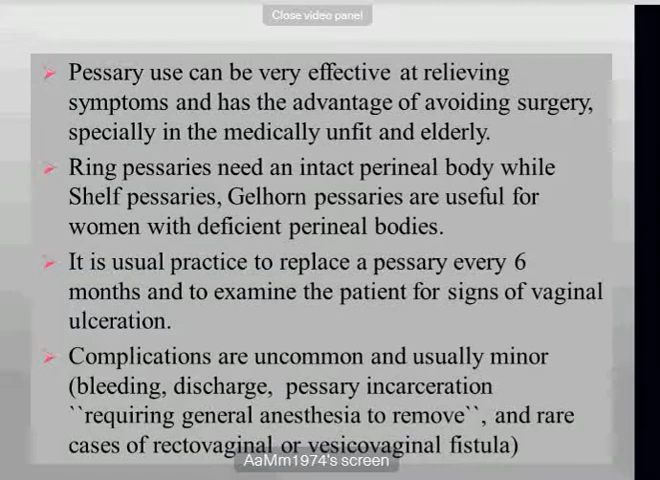 Close video panel
Pessary use can be very effective at relieving
symptoms and has the advantage of avoiding surgery,
specially in the medically unfit and elderly.
Ring pessaries need an intact perineal body while
Shelf pessaries, Gelhorn pessaries are useful for
women with deficient perineal bodies.
It is usual practice to replace a pessary every 6
months and to examine the patient for signs of vaginal
ulceration.
Complications are uncommon and usually minor
(bleeding, discharge,  pessary incarceration
``requiring general anesthesia to remove``, and rare
cases of rectovaginal or vesicovaginal fistula)
AaMm1974's screen